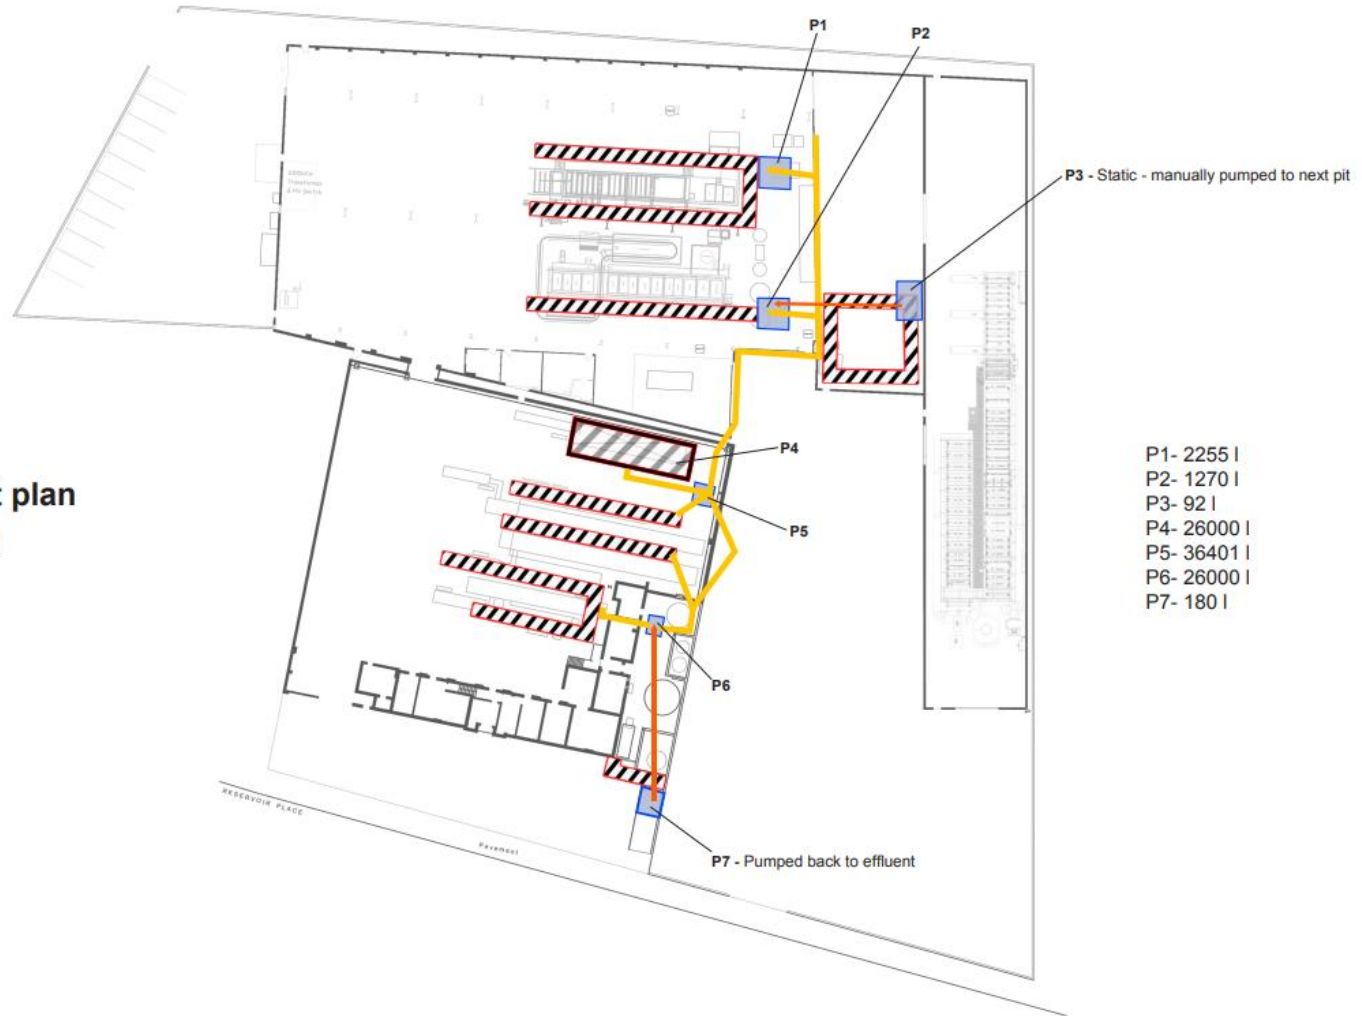 P1
P2
P3 - Static - manually pumped to next pit
P4
plan
P5
P1- 2255 l
P2- 1270 l
P3- 92 l
P4- 26000 l
P5- 36401 l
P6- 26000 l
P7- 180 l
P6
RESERVOIR PLACE
Pavement
P7 - Pumped back to effluent